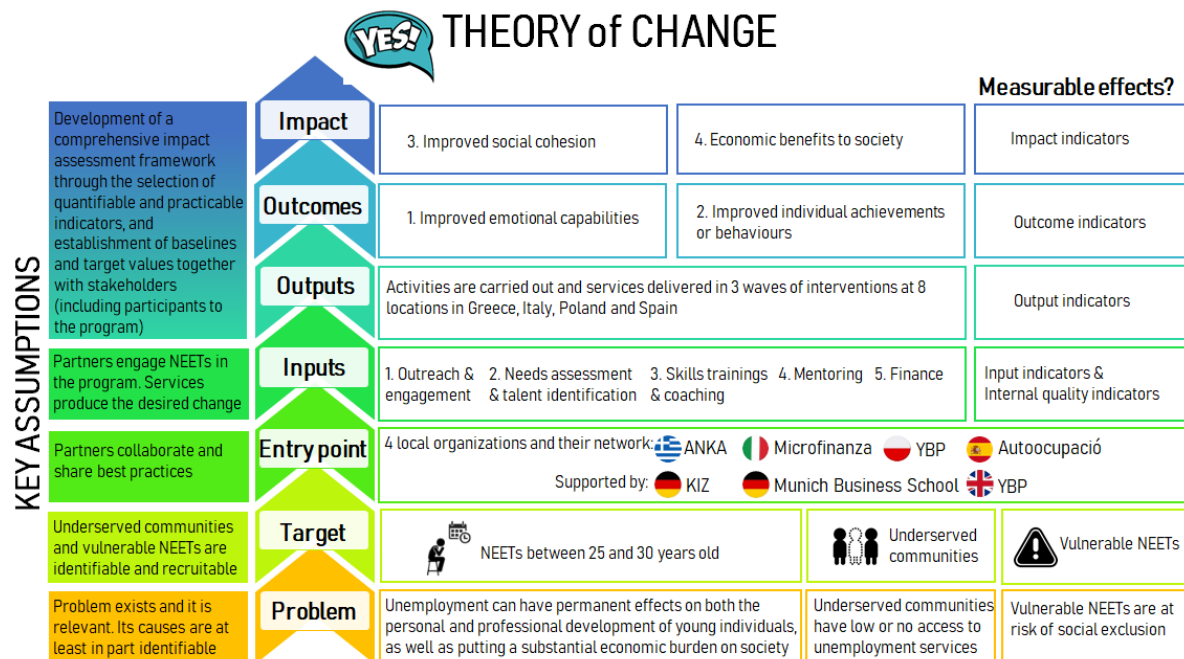 YES! THEORY of CHANGE
Measurable effects?
KEY ASSUMPTIONS
Development of a
comprehensive impact
assessment framework
through the selection of
quantifiable and practicable
indicators, and
establishment of baselines
and target values together
with stakeholders
(including participants to
the program)
Impact
3. Improved social cohesion
4. Economic benefits to society
Impact indicators
Outcomes
1. Improved emotional capabilities
2. Improved individual achievements
or behaviours
Outcome indicators
Outputs
Activities are carried out and services delivered in 3 waves of interventions at 8
locations in Greece, Italy, Poland and Spain
Output indicators
Partners engage NEETs in
the program. Services
produce the desired change
Inputs
1. Outreach &
engagement
2. Needs assessment
& talent identification
3. Skills trainings
& coaching
4. Mentoring
5. Finance
Input indicators &
Internal quality indicators
Partners collaborate and
share best practices
Entry point
4 local organizations and their network:
ANKA
Microfinanza
YBP
Autoocupació
Supported by:
KIZ
Munich Business School
YBP
Underserved communities
and vulnerable NEETs are
identifiable and recruitable
Target
NEETs between 25 and 30 years old
Underserved
communities
Vulnerable NEETs
Problem exists and it is
relevant. Its causes are at
least in part identifiable
Problem
Unemployment can have permanent effects on both the
personal and professional development of young individuals,
as well as putting a substantial economic burden on society
Underserved communities
have low or no access to
unemployment services
Vulnerable NEETs are at
risk of social exclusion